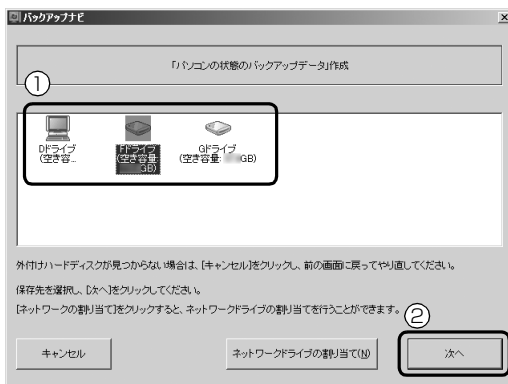 バックアップナビ
「パソコンの状態のバックアップデータ」作成
①
Dドライブ
(空き容...
Fドライブ
(空き容量:
GB)
Gドライブ
(空き容量: GB)
外付けハードディスクが見つからない場合は、[キャンセル]をクリックし、前の画面に戻ってやり直してください。
保存先を選択し、[次へ]をクリックしてください。
[ネットワークの割り当て]をクリックすると、ネットワークドライブの割り当てを行うことができます。
②
キャンセル
ネットワークドライブの割り当て(N)
次へ